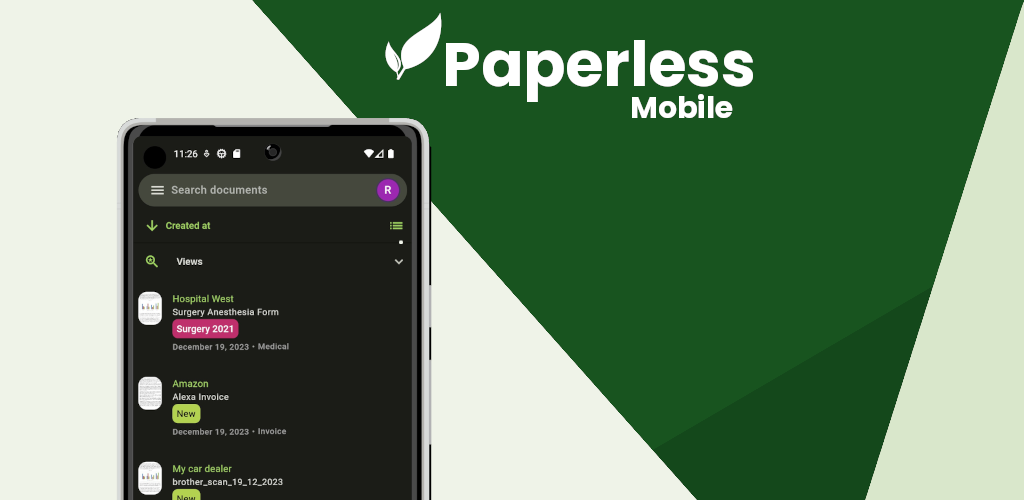 Paperless
Mobile
11:26
Search documents
R
Created at
Views
Hospital West
Surgery Anesthesia Form
Surgery 2021
December 19, 2023 • Medical
Amazon
Alexa Invoice
New
December 19, 2023 • Invoice
My car dealer
brother_scan_19_12_2023
New